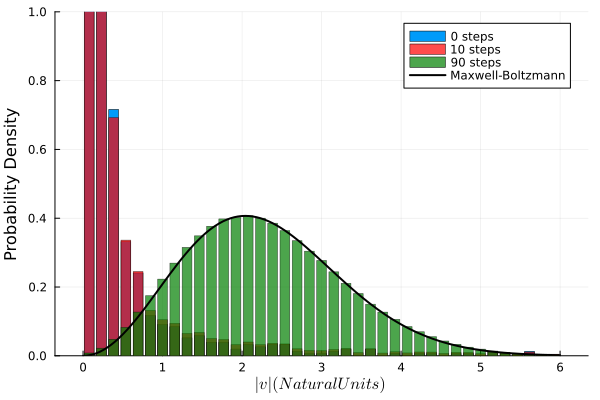 1.0
0.8
0.6
0.4
0.2
0.0
Probability Density
0 steps
10 steps
90 steps
Maxwell-Boltzmann
0 1 2 3 4 5 6
|v|(NaturalUnits)